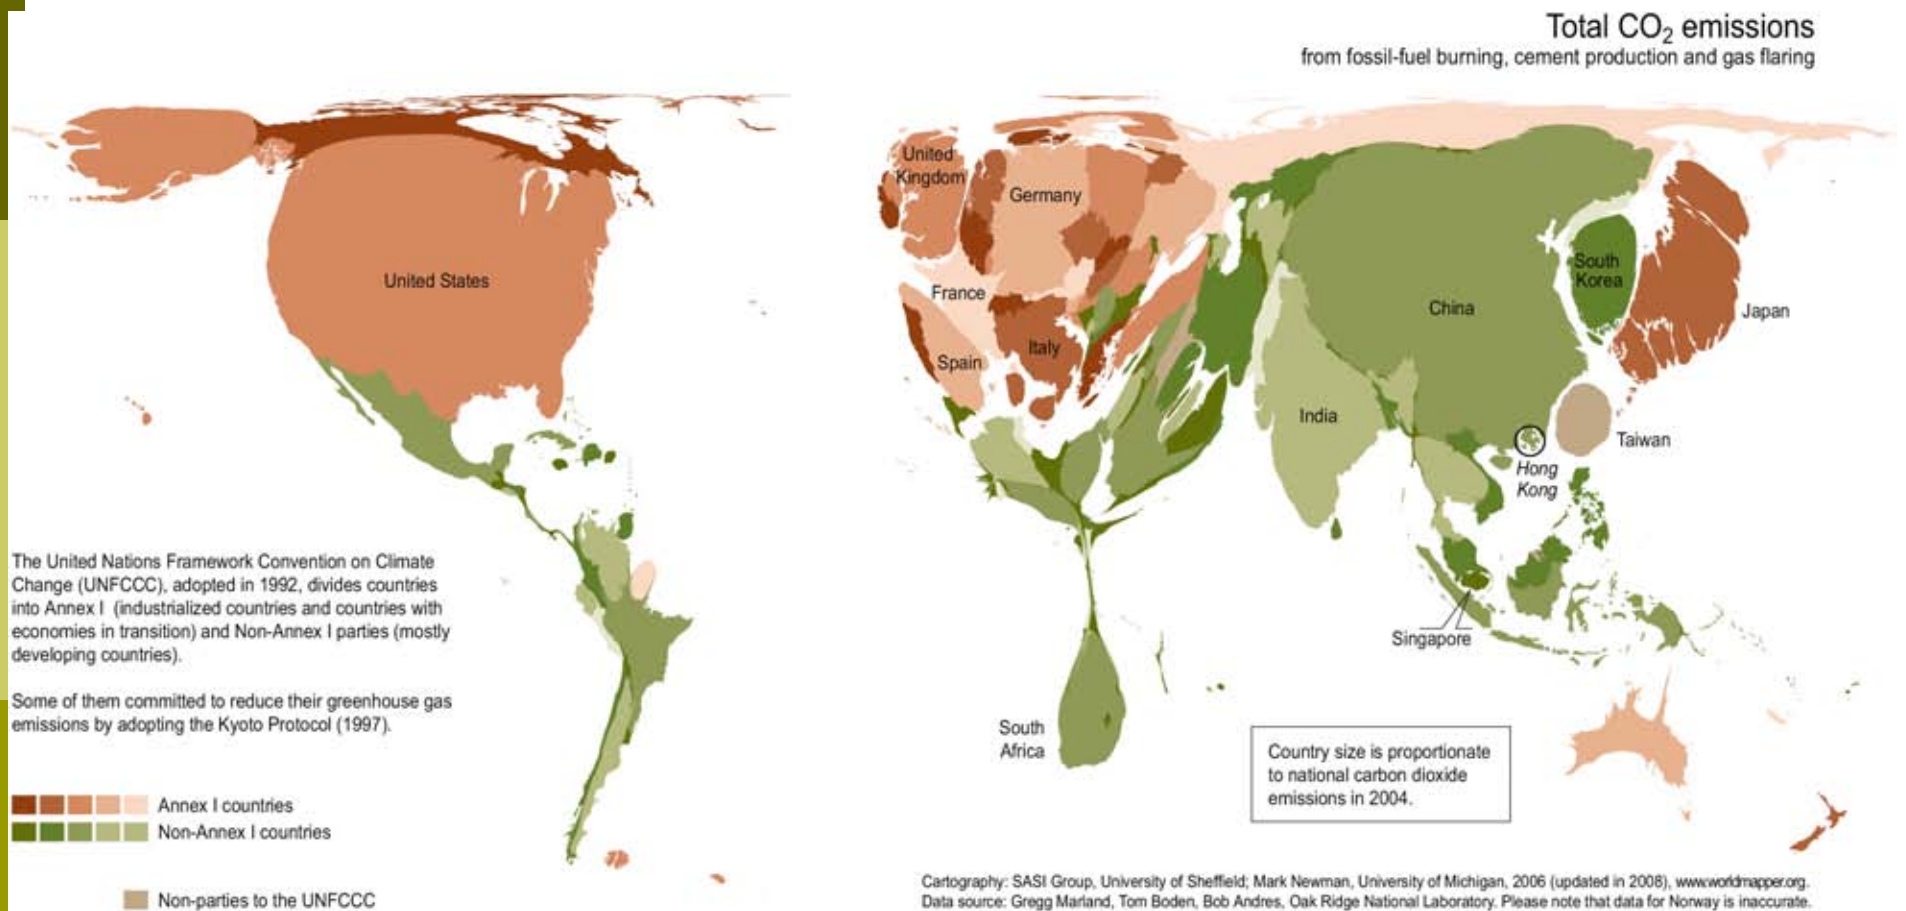 Total CO₂ emissions
from fossil-fuel burning, cement production and gas flaring
United
Kingdom
Germany
United States
France
Spain
Italy
China
South
Korea
Japan
India
Taiwan
Hong
Kong
Singapore
South
Africa
The United Nations Framework Convention on Climate
Change (UNFCCC), adopted in 1992, divides countries
into Annex I (industrialized countries and countries with
economies in transition) and Non-Annex I parties (mostly
developing countries).
Some of them committed to reduce their greenhouse gas
emissions by adopting the Kyoto Protocol (1997).
Annex I countries
Non-Annex I countries
Non-parties to the UNFCCC
Country size is proportionate
to national carbon dioxide
emissions in 2004.
Cartography: SASI Group, University of Sheffield; Mark Newman, University of Michigan, 2006 (updated in 2008), www.worldmapper.org.
Data source: Gregg Marland, Tom Boden, Bob Andres, Oak Ridge National Laboratory. Please note that data for Norway is inaccurate.